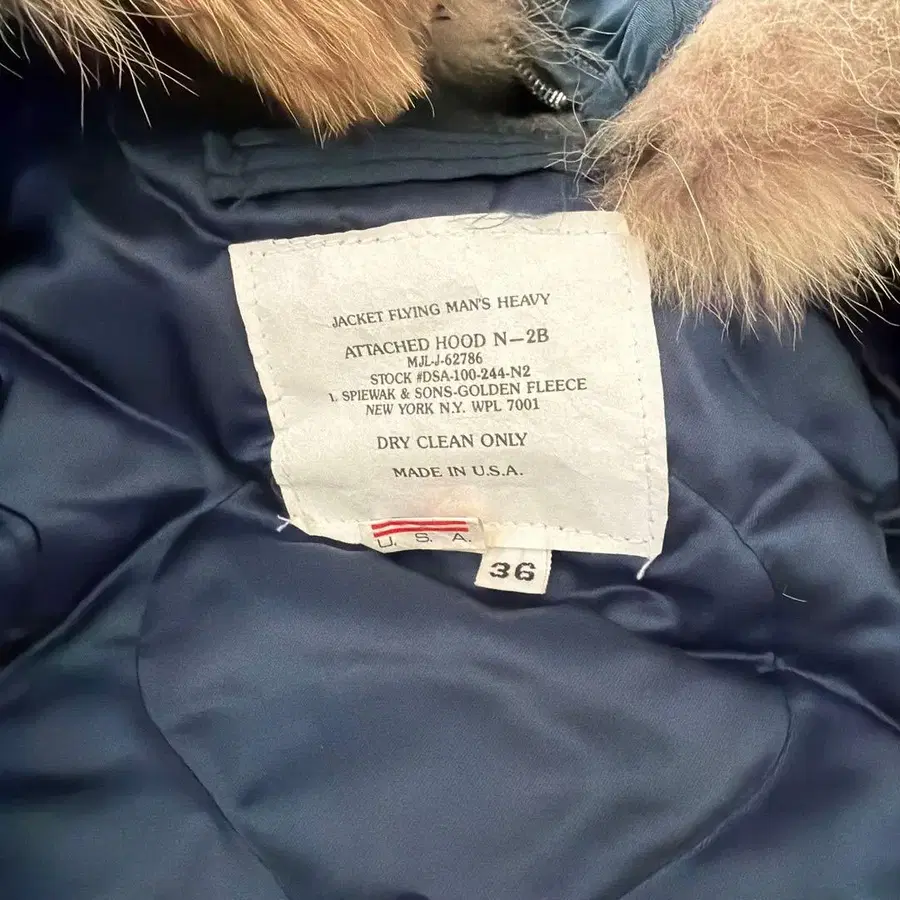 JACKET FLYING MAN'S HEAVY
ATTACHED HOOD N-2B
MJL-J-62786
STOCK #DSA-100-244-N2
I. SPIEWAK & SONS-GOLDEN FLEECE
NEW YORK N.Y. WPL 7001
DRY CLEAN ONLY
MADE IN U.S.A.
U. S. A.
36